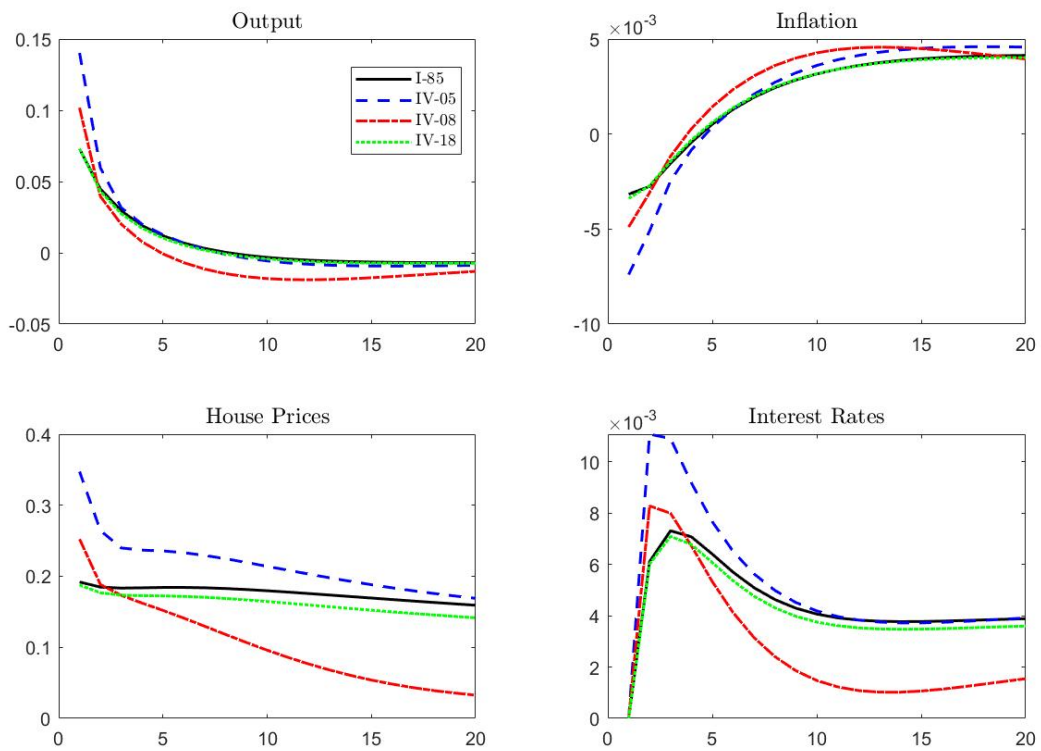 Output
0.15
0.1
0.05
0
-0.05
0 5 10 15 20
I-85
IV-05
IV-08
IV-18
Inflation
×10⁻³
5
0
-5
-10
0 5 10 15 20
House Prices
0.4
0.3
0.2
0.1
0
0 5 10 15 20
Interest Rates
×10⁻³
10
8
6
4
2
0
0 5 10 15 20